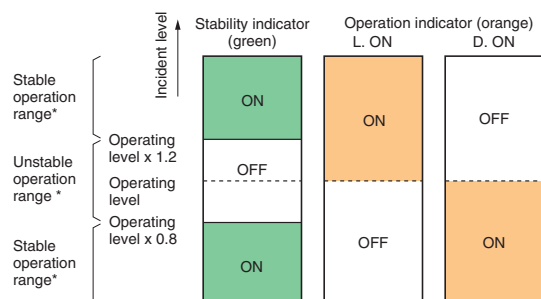 Incident level
Stability indicator
(green)
Operation indicator (orange)
L. ON
D. ON
Stable
operation
range*
Unstable
operation
range *
Stable
operation
range*
Operating
level x 1.2
Operating
level
Operating
level x 0.8
ON
OFF
ON
ON
OFF
OFF
ON